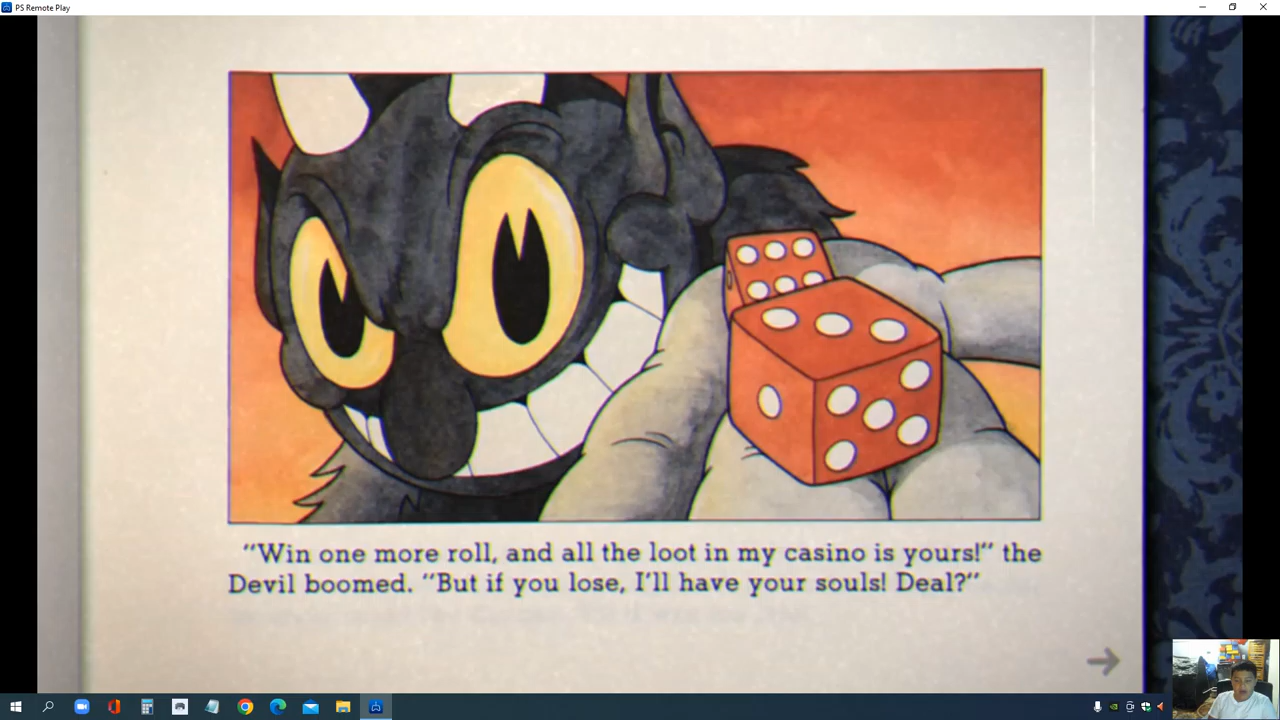 PS Remote Play
“Win one more roll, and all the loot in my casino is yours!” the
Devil boomed. “But if you lose, I’ll have your souls! Deal?”